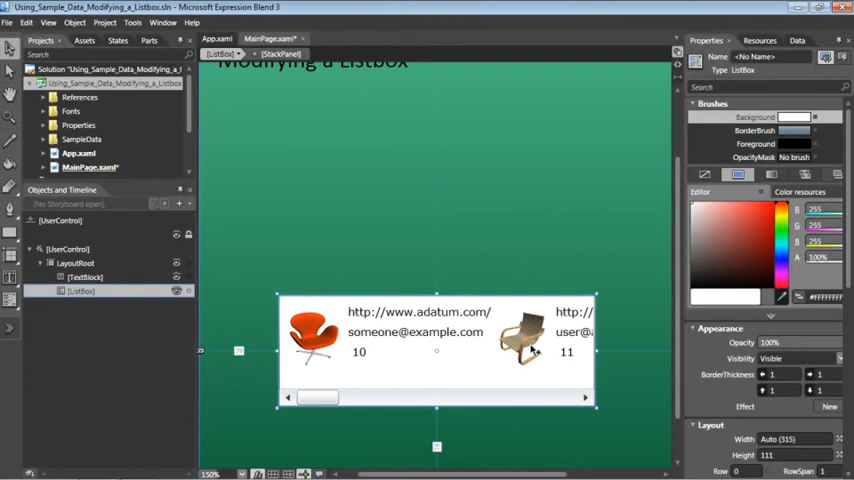 Using_Sample_Data_Modifying_a_Listbox.sln - Microsoft Expression Blend 3
File Edit View Object Project Tools Window Help
Projects Assets States Parts
Search
Solution "Using_Sample_Data_Modifying_a_l
Using_Sample_Data_Modifying_a_Listbox
References
Fonts
Properties
SampleData
App.xaml
MainPage.xaml*
Objects and Timeline
(No Storyboard open)
[UserControl]
[UserControl]
LayoutRoot
[TextBlock]
[ListBox]
App.xaml MainPage.xaml*
[ListBox] [StackPanel]
Modifying a Listbox
http://www.adatum.com/
someone@example.com
10
http://
user@a
11
150%
Properties Resources Data
Name <No Name>
Type ListBox
Search
Brushes
Background
BorderBrush
Foreground
OpacityMask No brush
Editor Color resources
R 255
G 255
B 255
A 100%
#FFFFFFFF
Appearance
Opacity 100%
Visibility Visible
BorderThickness 1 1
1 1
Effect New
Layout
Width Auto (315)
Height 111
Row 0 RowSpan 1